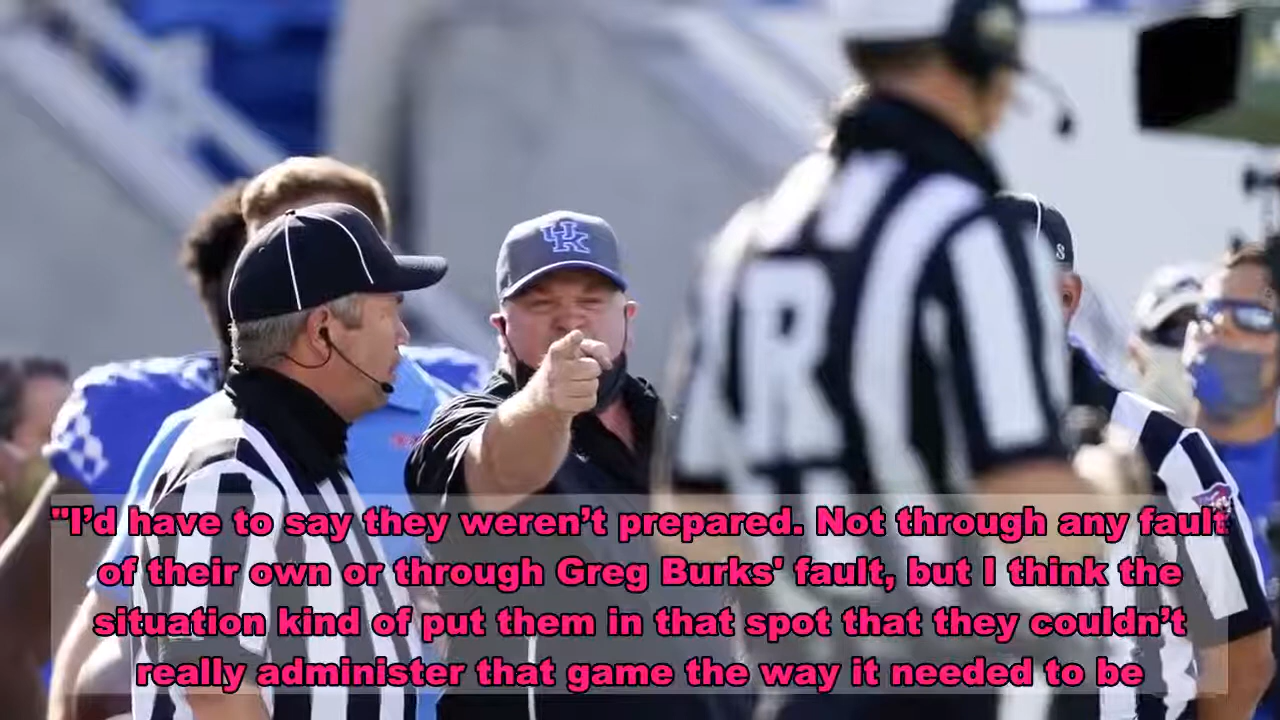 UK
R
S
"I’d have to say they weren’t prepared. Not through any fault
of their own or through Greg Burks' fault, but I think the
situation kind of put them in that spot that they couldn’t
really administer that game the way it needed to be